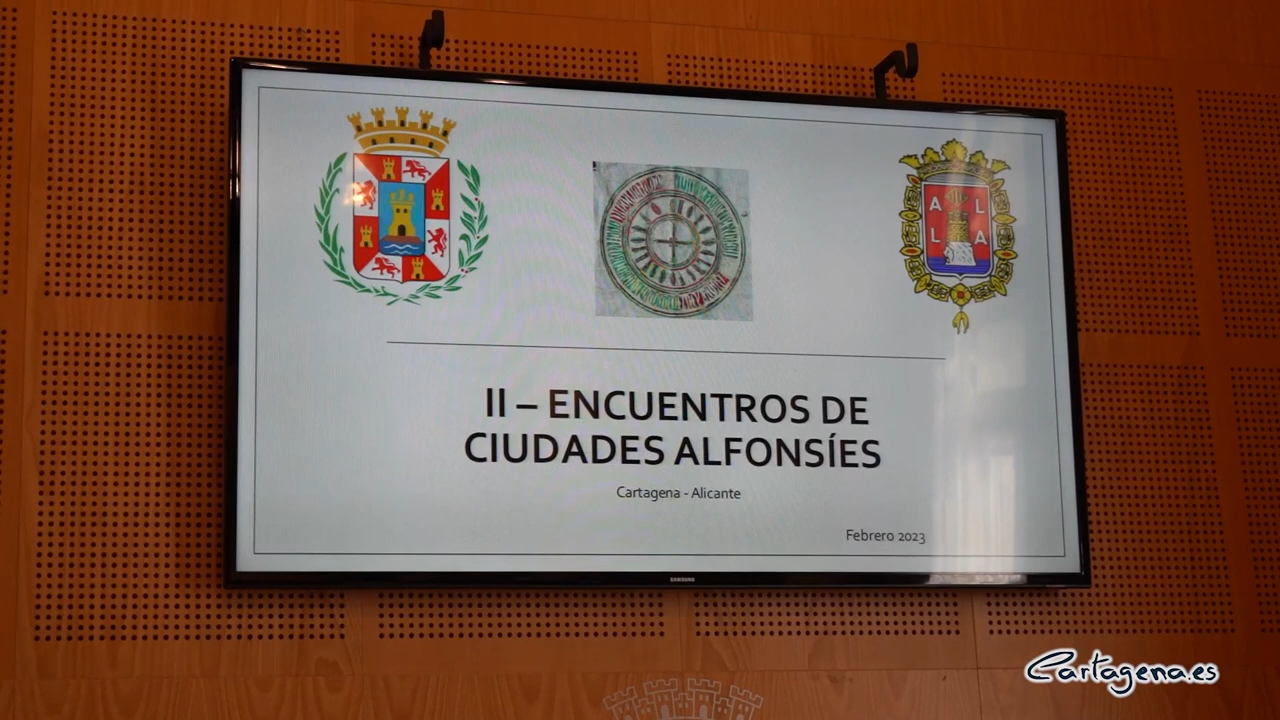 A L
L A
II – ENCUENTROS DE
CIUDADES ALFONSÍES
Cartagena - Alicante
Febrero 2023
SAMSUNG
Cartagena.es